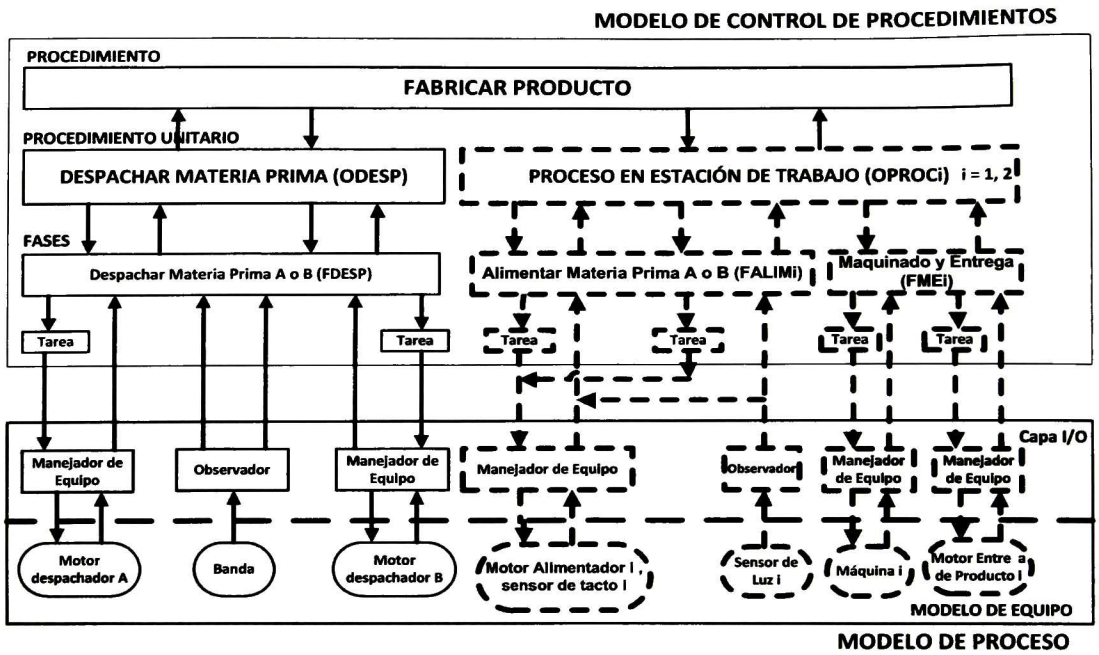 MODELO DE CONTROL DE PROCEDIMIENTOS
PROCEDIMIENTO
FABRICAR PRODUCTO
PROCEDIMIENTO UNITARIO
DESPACHAR MATERIA PRIMA (ODESP)
PROCESO EN ESTACIÓN DE TRABAJO (OPROCi) i = 1, 2
FASES
Despachar Materia Prima A o B (FDESP)
Alimentar Materia Prima A o B (FALIMi)
Maquinado y Entrega
(FMEi)
Tarea
Tarea
Tarea
Tarea
Tarea
Tarea
Capa I/O
Manejador de
Equipo
Observador
Manejador de
Equipo
Manejador de Equipo
Observador
Manejador
de Equipo
Manejador
de Equipo
Motor
despachador A
Banda
Motor
despachador B
Motor Alimentador i ,
sensor de tacto i
Sensor de
Luz i
Máquina i
Motor Entre a
de Producto i
MODELO DE EQUIPO
MODELO DE PROCESO